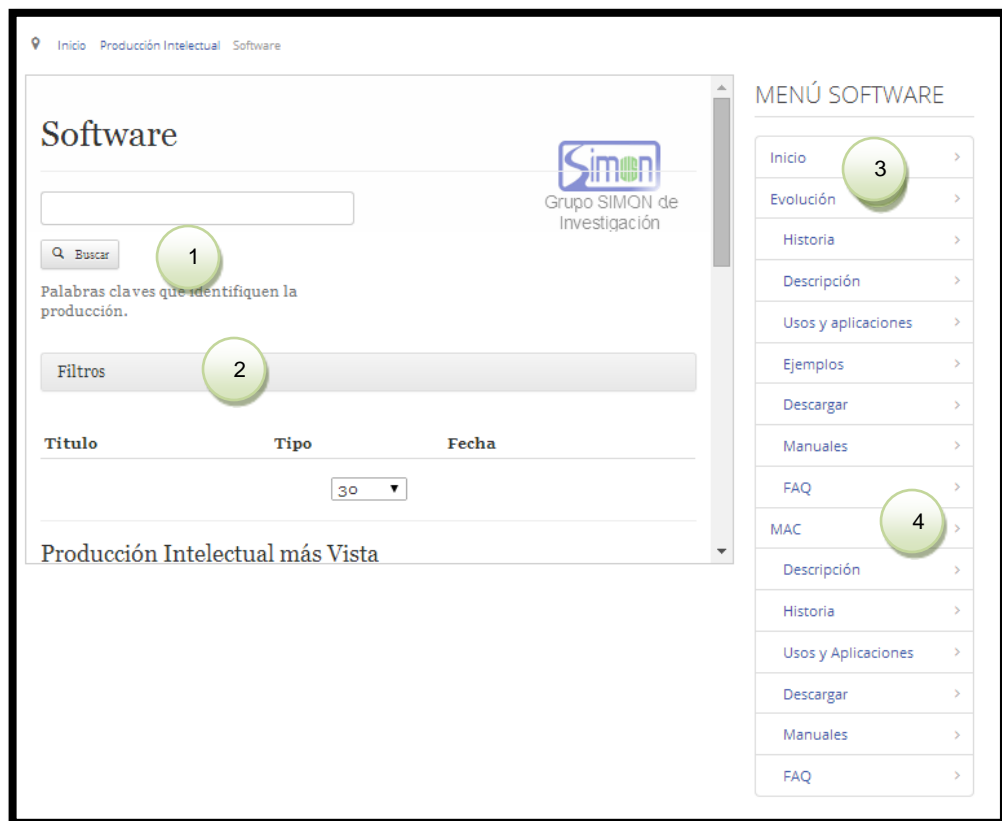 Inicio Producción Intelectual Software
Software
Simon
Grupo SIMON de
Investigación
Buscar
1
Palabras claves que identifiquen la
producción.
Filtros
2
Titulo Tipo Fecha
30
Producción Intelectual más Vista
MENÚ SOFTWARE
Inicio
3
Evolución
Historia
Descripción
Usos y aplicaciones
Ejemplos
Descargar
Manuales
FAQ
4
MAC
Descripción
Historia
Usos y Aplicaciones
Descargar
Manuales
FAQ